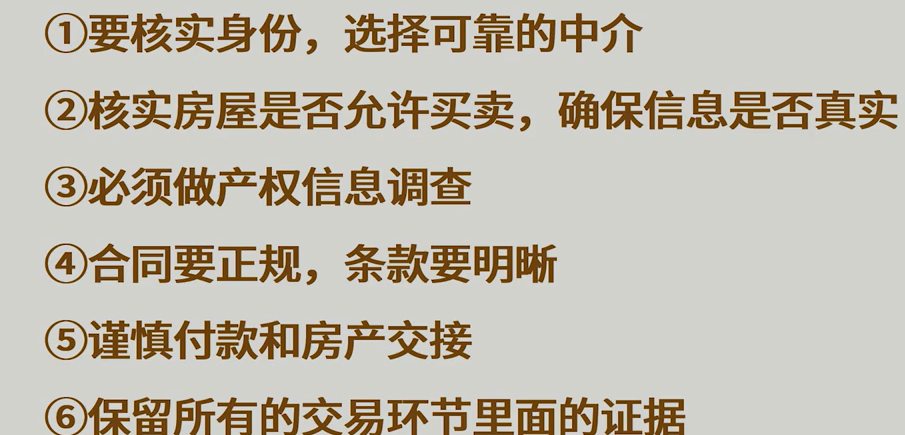 ①要核实身份，选择可靠的中介
②核实房屋是否允许买卖，确保信息是否真实
③必须做产权信息调查
④合同要正规，条款要明晰
⑤谨慎付款和房产交接
⑥保留所有的交易环节里面的证据